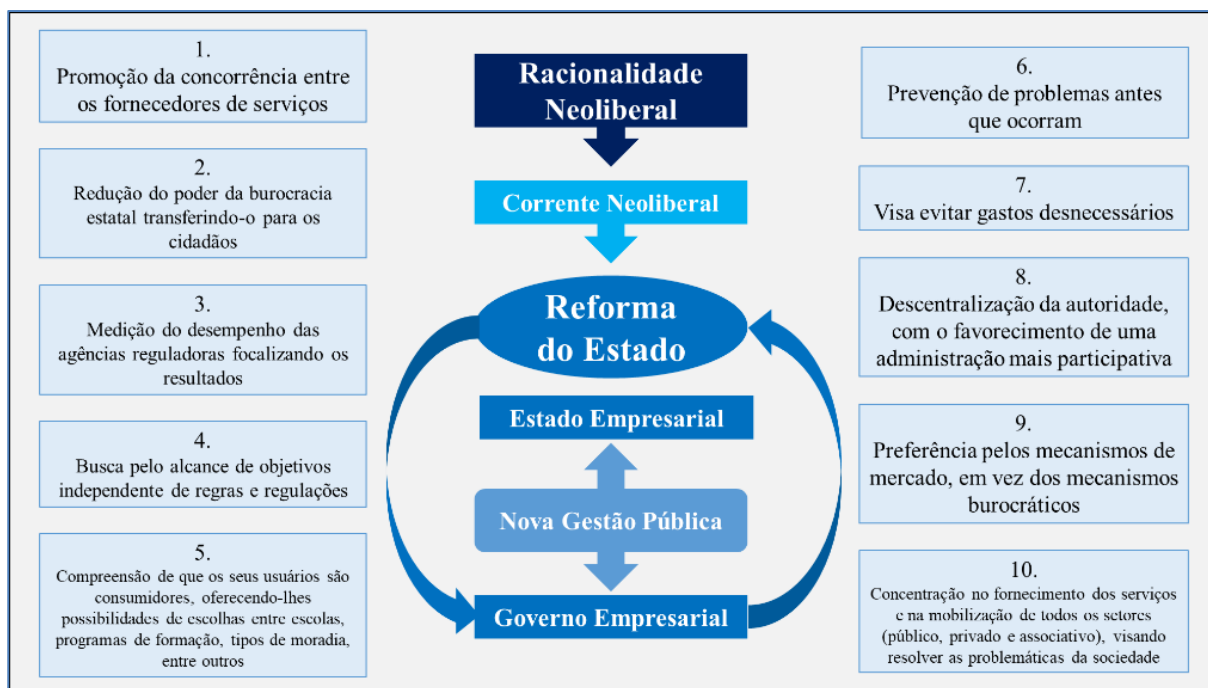 1.
Promoção da concorrência entre
os fornecedores de serviços
2.
Redução do poder da burocracia
estatal transferindo-o para os
cidadãos
3.
Medição do desempenho das
agências reguladoras focalizando os
resultados
4.
Busca pelo alcance de objetivos
independente de regras e regulações
5.
Compreensão de que os seus usuários são
consumidores, oferecendo-lhes
possibilidades de escolhas entre escolas,
programas de formação, tipos de moradia,
entre outros
Racionalidade
Neoliberal
Corrente Neoliberal
Reforma
do Estado
Estado Empresarial
Nova Gestão Pública
Governo Empresarial
6.
Prevenção de problemas antes
que ocorram
7.
Visa evitar gastos desnecessários
8.
Descentralização da autoridade,
com o favorecimento de uma
administração mais participativa
9.
Preferência pelos mecanismos de
mercado, em vez dos mecanismos
burocráticos
10.
Concentração no fornecimento dos serviços
e na mobilização de todos os setores
(público, privado e associativo), visando
resolver as problemáticas da sociedade